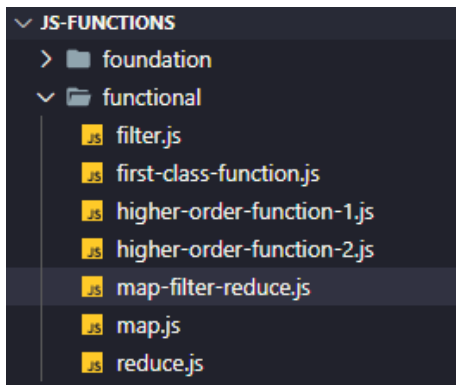 JS-FUNCTIONS
foundation
functional
JS filter.js
JS first-class-function.js
JS higher-order-function-1.js
JS higher-order-function-2.js
JS map-filter-reduce.js
JS map.js
JS reduce.js